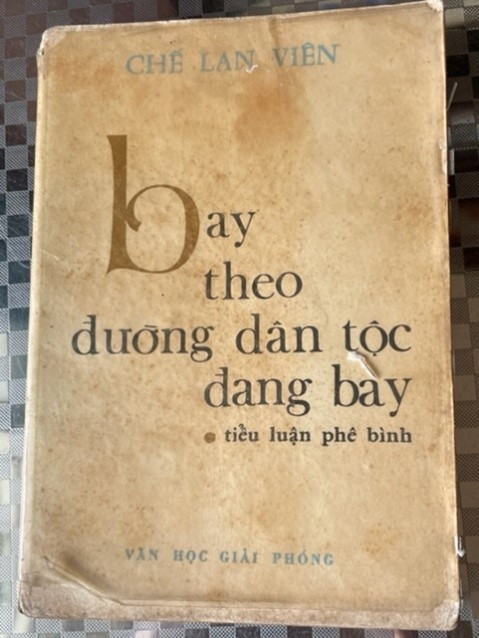 CHẾ LAN VIÊN
bay
theo
đường dân tộc
đang bay
• tiểu luận phê bình
VĂN HỌC GIẢI PHÓNG